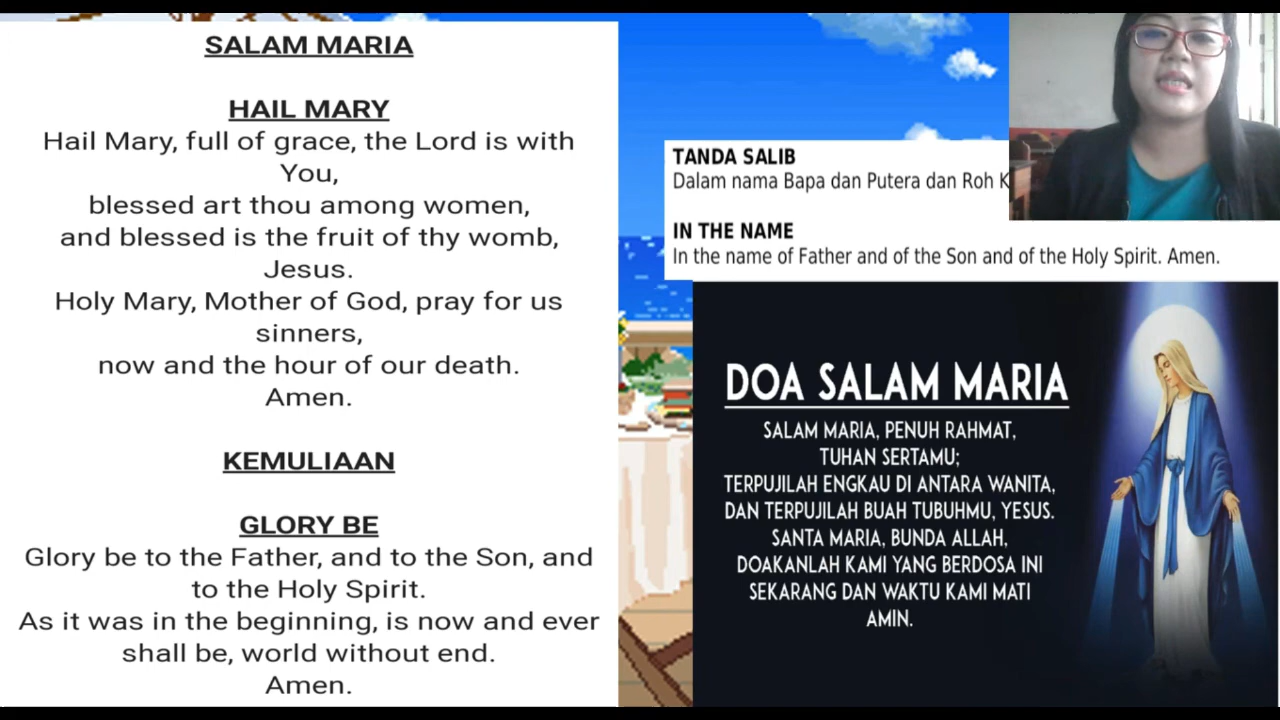 SALAM MARIA
HAIL MARY
Hail Mary, full of grace, the Lord is with
You,
blessed art thou among women,
and blessed is the fruit of thy womb,
Jesus.
Holy Mary, Mother of God, pray for us
sinners,
now and the hour of our death.
Amen.
KEMULIAAN
GLORY BE
Glory be to the Father, and to the Son, and
to the Holy Spirit.
As it was in the beginning, is now and ever
shall be, world without end.
Amen.
TANDA SALIB
Dalam nama Bapa dan Putera dan Roh
IN THE NAME
In the name of Father and of the Son and of the Holy Spirit. Amen.
DOA SALAM MARIA
SALAM MARIA, PENUH RAHMAT,
TUHAN SERTAMU;
TERPUJILAH ENGKAU DI ANTARA WANITA,
DAN TERPUJILAH BUAH TUBUHMU, YESUS.
SANTA MARIA, BUNDA ALLAH,
DOAKANLAH KAMI YANG BERDOSA INI
SEKARANG DAN WAKTU KAMI MATI
AMIN.